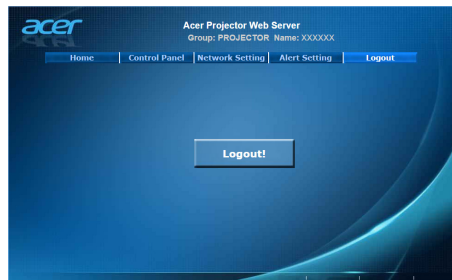 acer
Acer Projector Web Server
Group: PROJECTOR Name: XXXXXX
Home Control Panel Network Setting Alert Setting Logout
Logout!